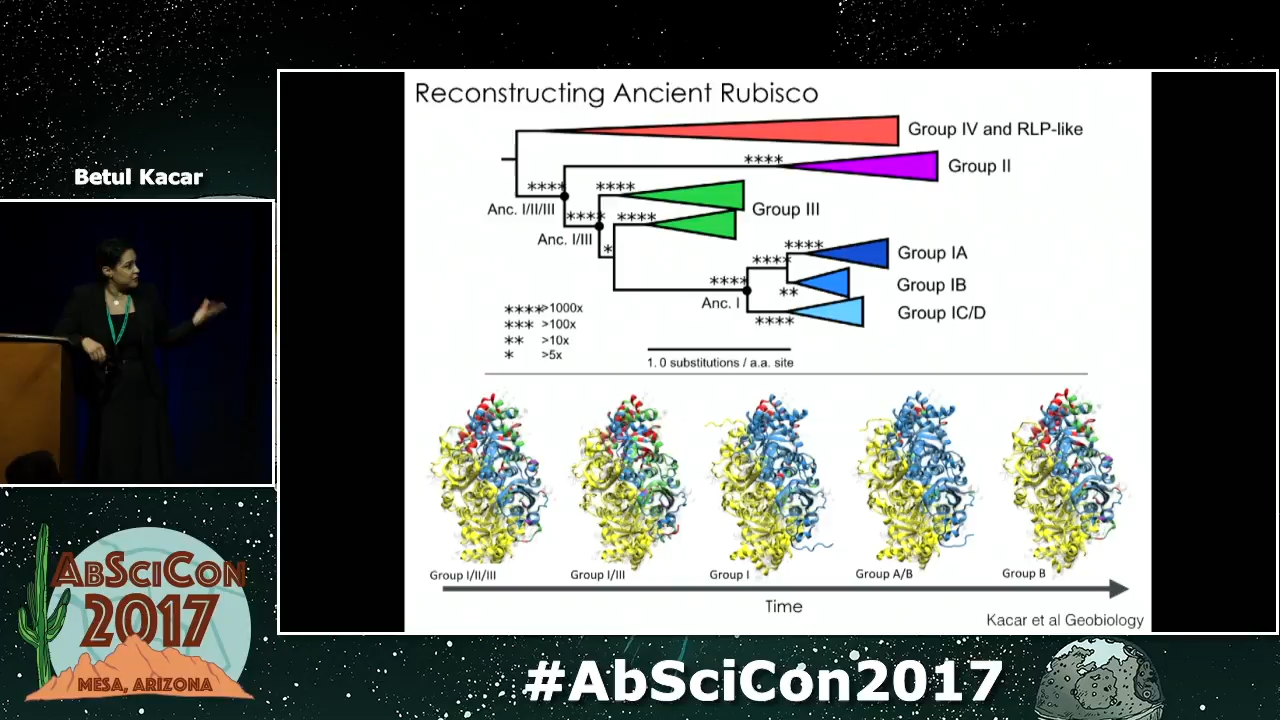 Betul Kacar
Reconstructing Ancient Rubisco
Group IV and RLP-like
****
Group II
****
****
Anc. I/II/III
****
****
Group III
Anc. I/III
*
****
****
Group IA
****
Group IB
**
Anc. I
Group IC/D
****
**** >1000x
*** >100x
** >10x
* >5x
1. 0 substitutions / a.a. site
Group I/II/III
Group I/III
Group I
Group A/B
Group B
Time
Kacar et al Geobiology
AbSciCon
2017
MESA, ARIZONA
#AbSciCon2017